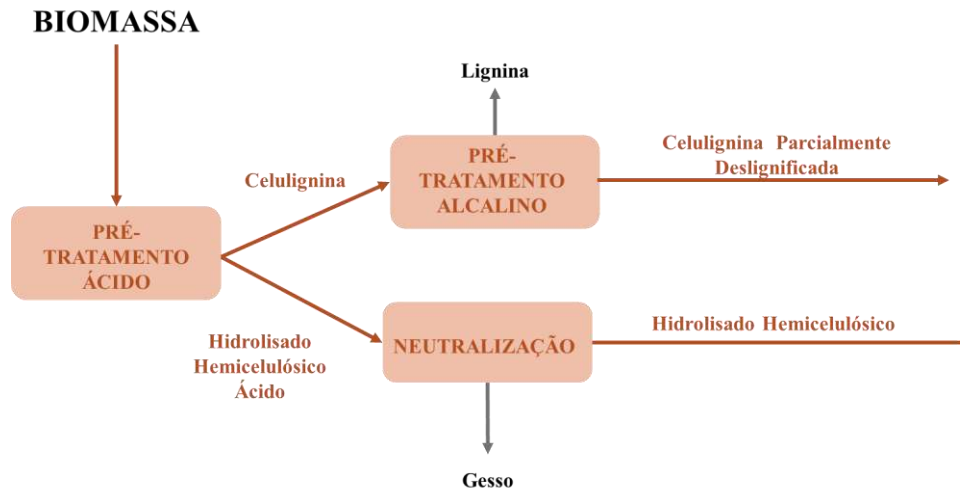 BIOMASSA
Lignina
PRÉ-
TRATAMENTO
ALCALINO
Celulignina Parcialmente
Deslignificada
Celulignina
PRÉ-
TRATAMENTO
ÁCIDO
Hidrolisado
Hemicelulósico
Ácido
NEUTRALIZAÇÃO
Hidrolisado Hemicelulósico
Gesso